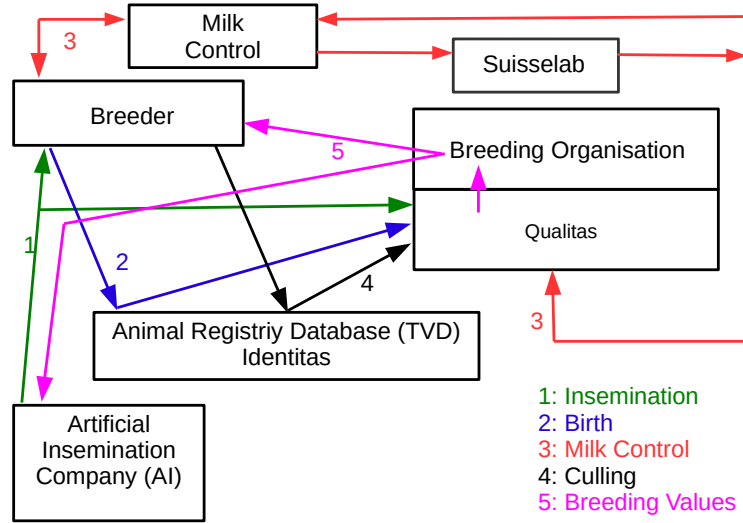 Milk
Control
3
Suisselab
Breeder
5
Breeding Organisation
1
2
Qualitas
4
Animal Registriy Database (TVD)
Identitas
3
Artificial
Insemination
Company (AI)
1: Insemination
2: Birth
3: Milk Control
4: Culling
5: Breeding Values